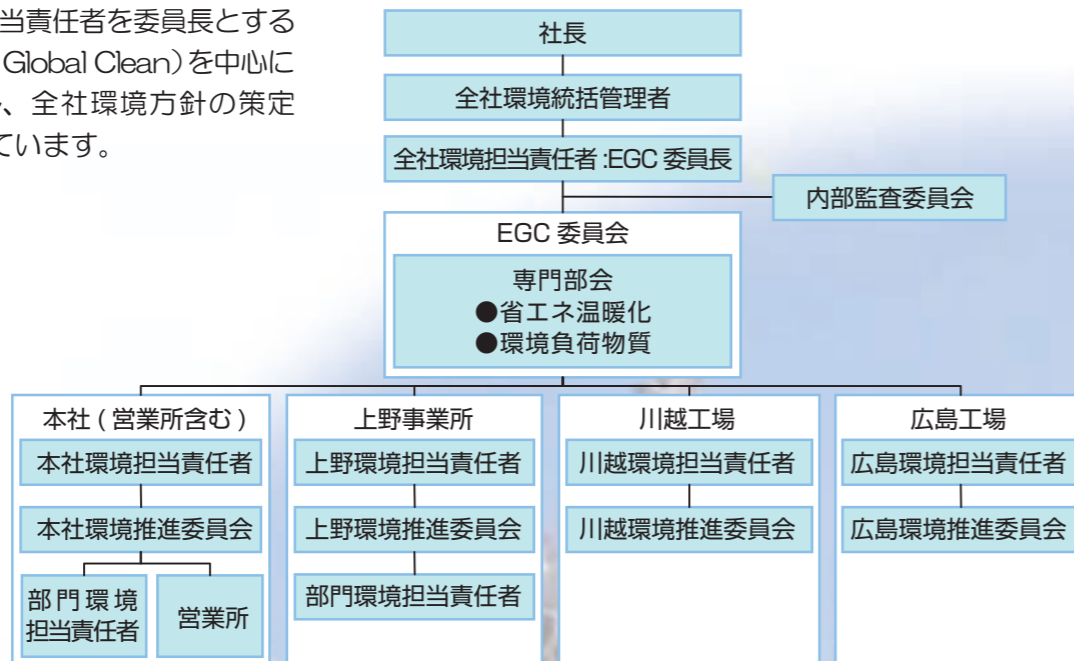 当責任者を委員長とする
Global Clean）を中心に
、全社環境方針の策定
ています。
社長
全社環境統括管理者
全社環境担当責任者:EGC 委員長
内部監査委員会
EGC 委員会
専門部会
●省エネ温暖化
●環境負荷物質
本社 ( 営業所含む )
本社環境担当責任者
本社環境推進委員会
部門環境
担当責任者
営業所
上野事業所
上野環境担当責任者
上野環境推進委員会
部門環境担当責任者
川越工場
川越環境担当責任者
川越環境推進委員会
広島工場
広島環境担当責任者
広島環境推進委員会